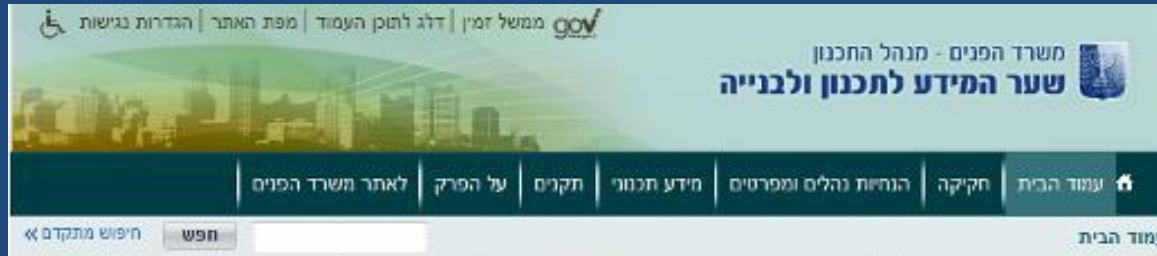 gov ממשל זמין | דלג לתוכן העמוד | מפת האתר | הגדרות נגישות
משרד הפנים - מנהל התכנון
שער המידע לתכנון ולבנייה
עמוד הבית | חקיקה | הנחיות נהלים ומפרטים | מידע תכנוני | תקנים | על הפרק | לאתר משרד הפנים
עמוד הבית
חפש
חיפוש מתקדם »